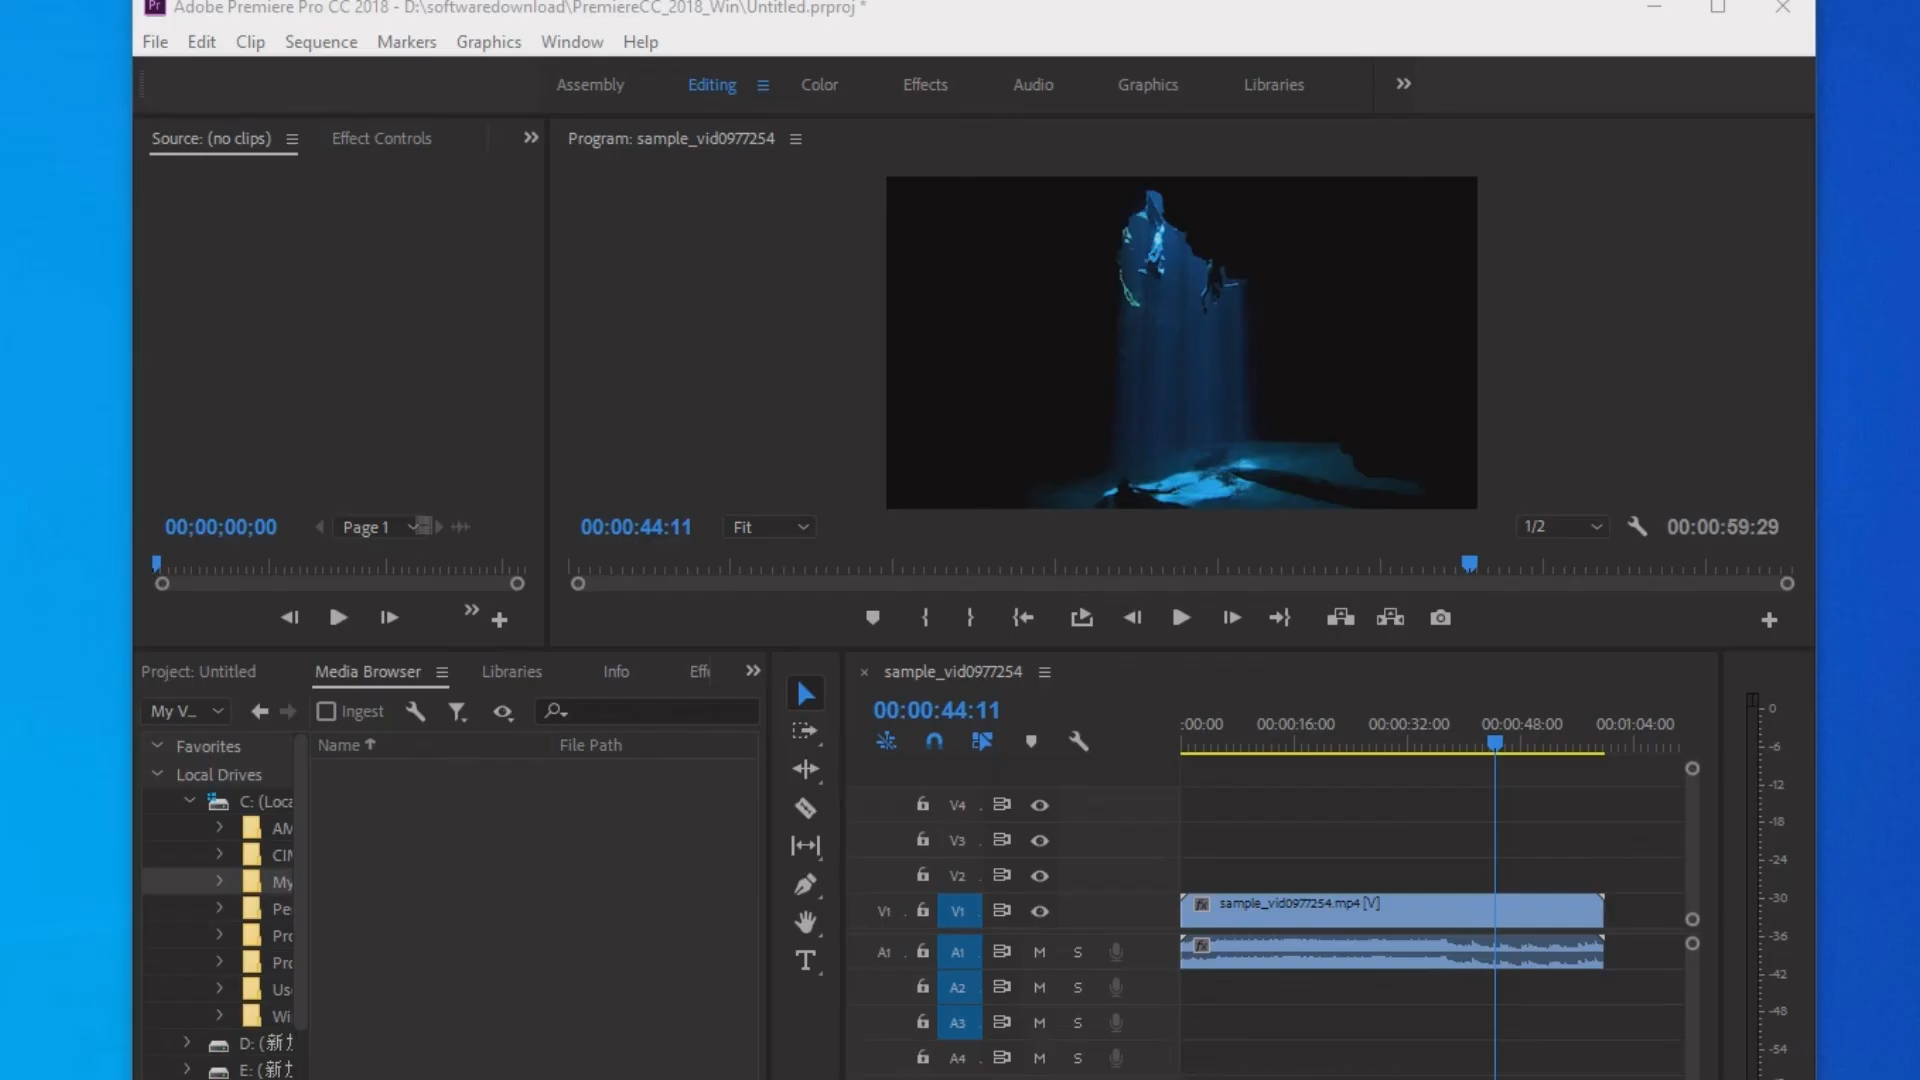 Adobe Premiere Pro CC 2018 - D:\softwaredownload\PremiereCC_2018_Win\Untitled.prproj *
File Edit Clip Sequence Markers Graphics Window Help
Assembly Editing Color Effects Audio Graphics Libraries
Source: (no clips) Effect Controls
Program: sample_vid0977254
00;00;00;00 Page 1
00:00:44:11 Fit 1/2 00:00:59:29
Project: Untitled Media Browser Libraries Info Effe
sample_vid0977254
My V... Ingest
00:00:44:11
:00:00 00:00:16:00 00:00:32:00 00:00:48:00 00:01:04:00
Name File Path
Favorites
Local Drives
C: (Loca
AM
CIN
My
Pe
Pro
Pro
Us
Wi
D: (新
E: (新
V4
V3
V2
V1 V1 fx sample_vid0977254.mp4 [V]
A1 A1 M S fx
A2 M S
A3 M S
A4 M S
0
-6
-12
-18
-24
-30
-36
-42
-48
-54